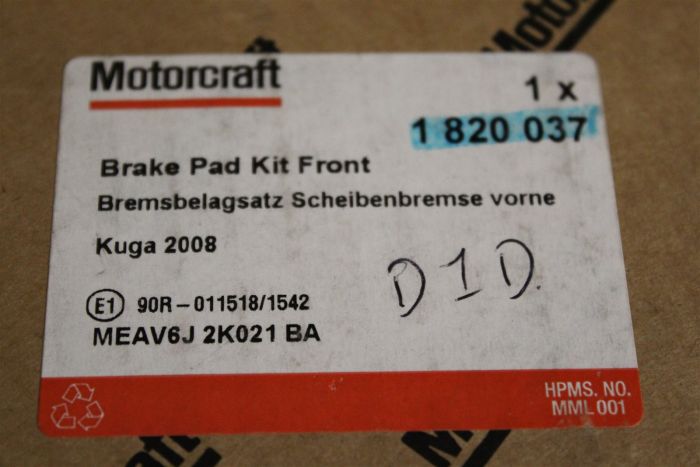 Motorcraft
1 x
1 820 037
Brake Pad Kit Front
Bremsbelagsatz Scheibenbremse vorne
Kuga 2008
D1D
E1 90R-011518/1542
MEAV6J 2K021 BA
HPMS. NO.
MML 001
Motorcraft